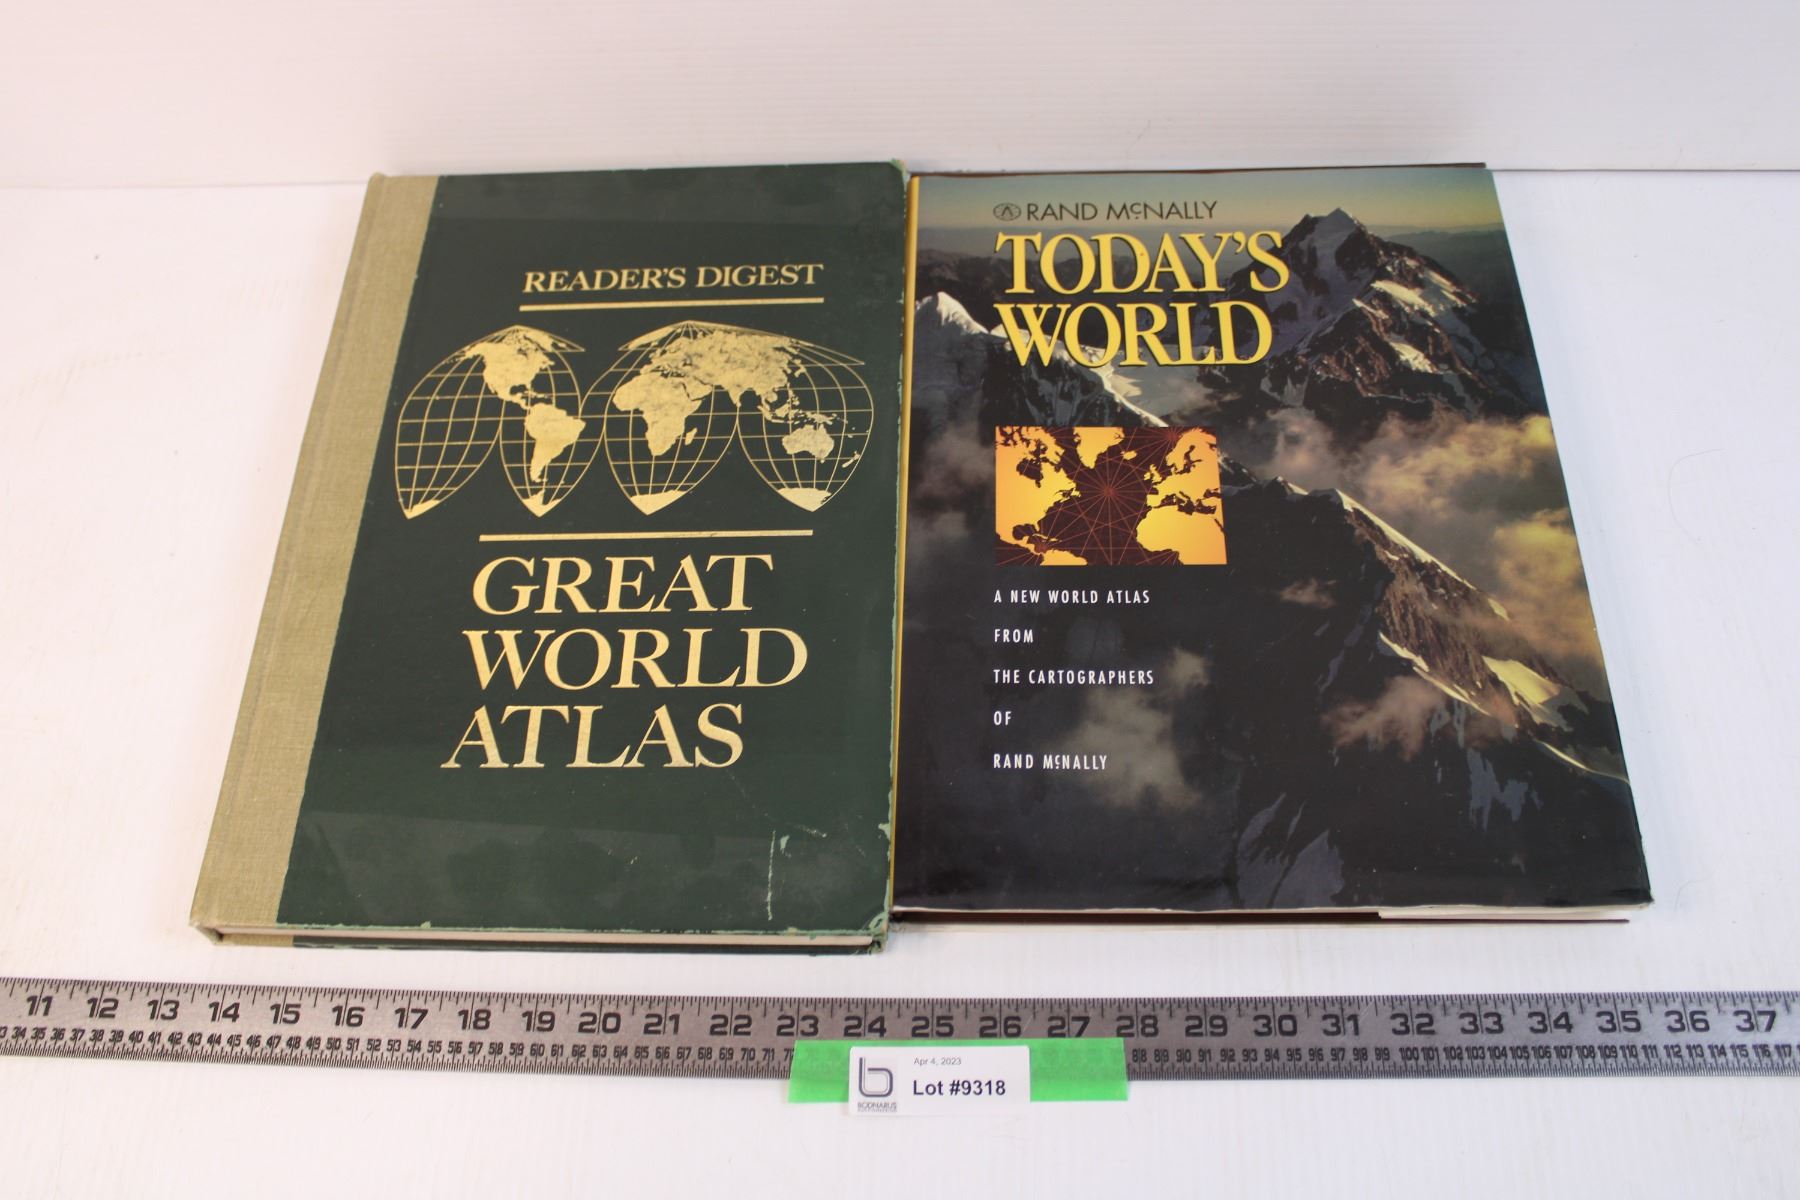 READER'S DIGEST
GREAT
WORLD
ATLAS
RAND McNALLY
TODAY'S
WORLD
A NEW WORLD ATLAS
FROM
THE CARTOGRAPHERS
OF
RAND McNALLY
11 12 13 14 15 16 17 18 19 20 21 22 23 24 25 26 27 28 29 30 31 32 33 34 35 36 37
Apr 4, 2023
Lot #9318
BODNARUS